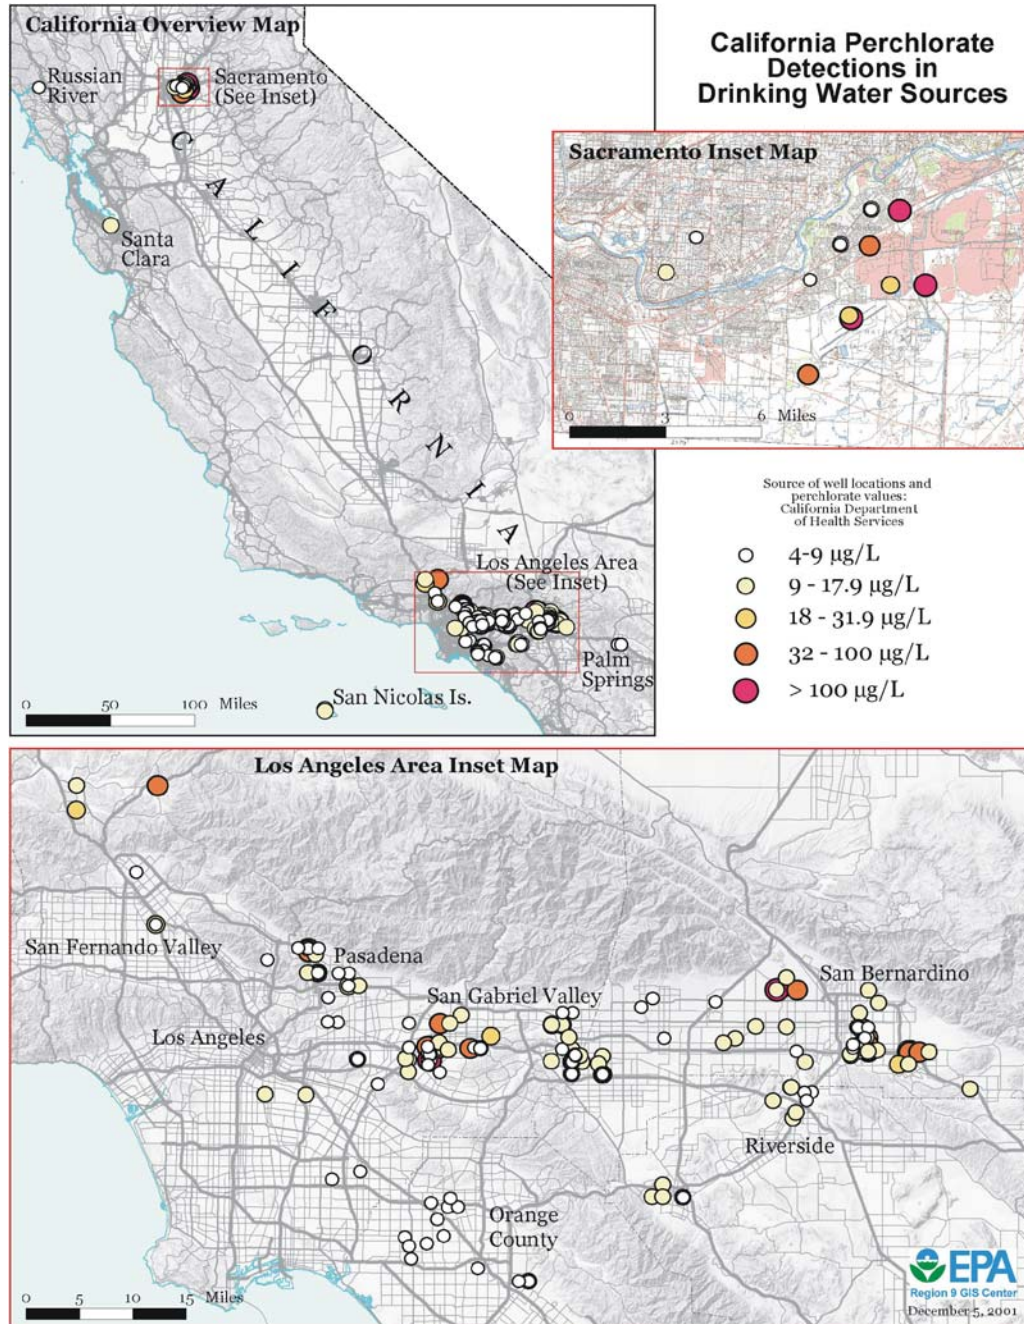 California Overview Map
Russian
River
Sacramento
(See Inset)
Santa
Clara
C A L I F O R N I A
Los Angeles Area
(See Inset)
Palm
Springs
San Nicolas Is.
0 50 100 Miles
California Perchlorate
Detections in
Drinking Water Sources
Sacramento Inset Map
0 3 6 Miles
Source of well locations and
perchlorate values:
California Department
of Health Services
4-9 µg/L
9 - 17.9 µg/L
18 - 31.9 µg/L
32 - 100 µg/L
> 100 µg/L
Los Angeles Area Inset Map
San Fernando Valley
Pasadena
San Bernardino
San Gabriel Valley
Los Angeles
Riverside
Orange
County
0 5 10 15 Miles
EPA
Region 9 GIS Center
December 5, 2001